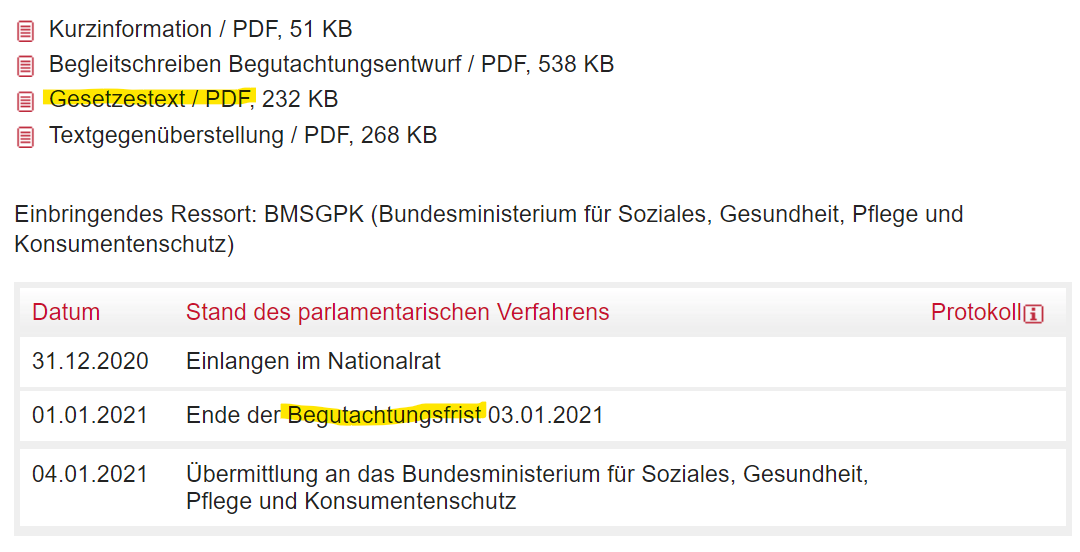 Kurzinformation / PDF, 51 KB
Begleitschreiben Begutachtungsentwurf / PDF, 538 KB
Gesetzestext / PDF, 232 KB
Textgegenüberstellung / PDF, 268 KB
Einbringendes Ressort: BMSGPK (Bundesministerium für Soziales, Gesundheit, Pflege und
Konsumentenschutz)
Datum Stand des parlamentarischen Verfahrens Protokoll
31.12.2020 Einlangen im Nationalrat
01.01.2021 Ende der Begutachtungsfrist 03.01.2021
04.01.2021 Übermittlung an das Bundesministerium für Soziales, Gesundheit,
Pflege und Konsumentenschutz